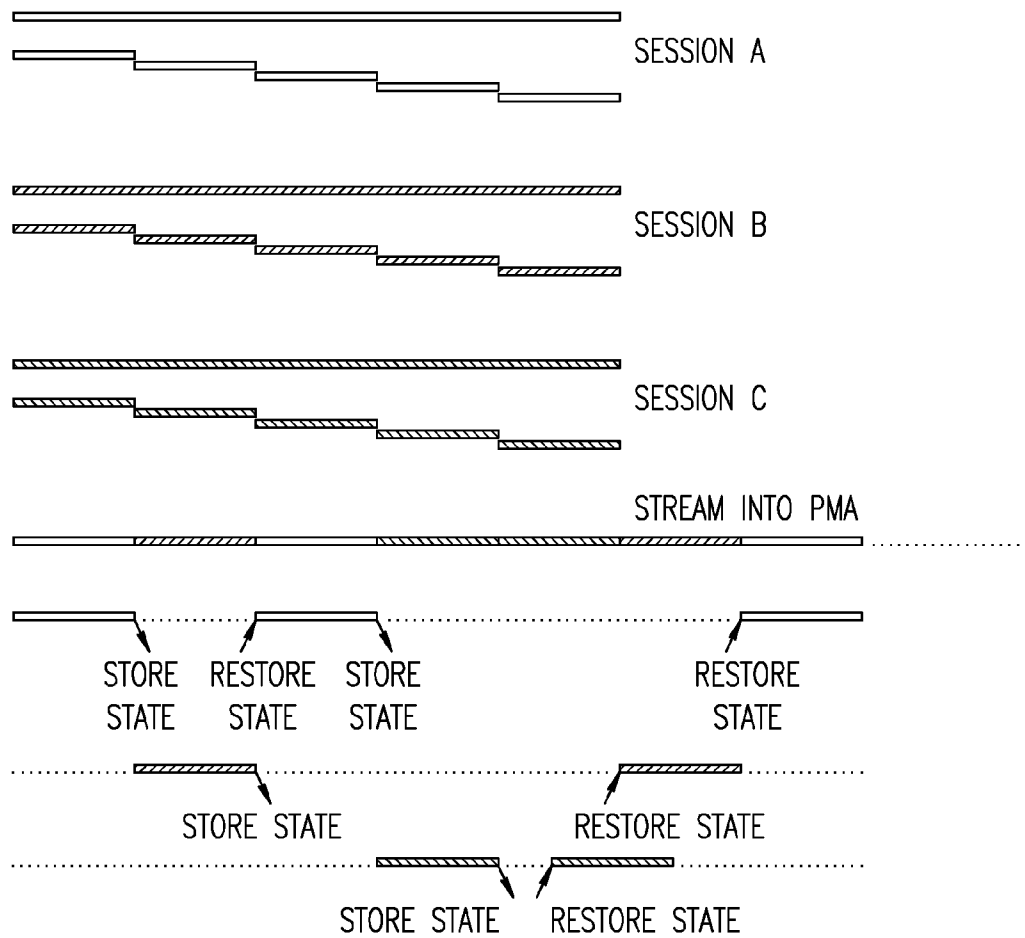 SESSION A
SESSION B
SESSION C
STREAM INTO PMA
STORE STATE
RESTORE STATE
STORE STATE
RESTORE STATE
STORE STATE
RESTORE STATE
STORE STATE
RESTORE STATE